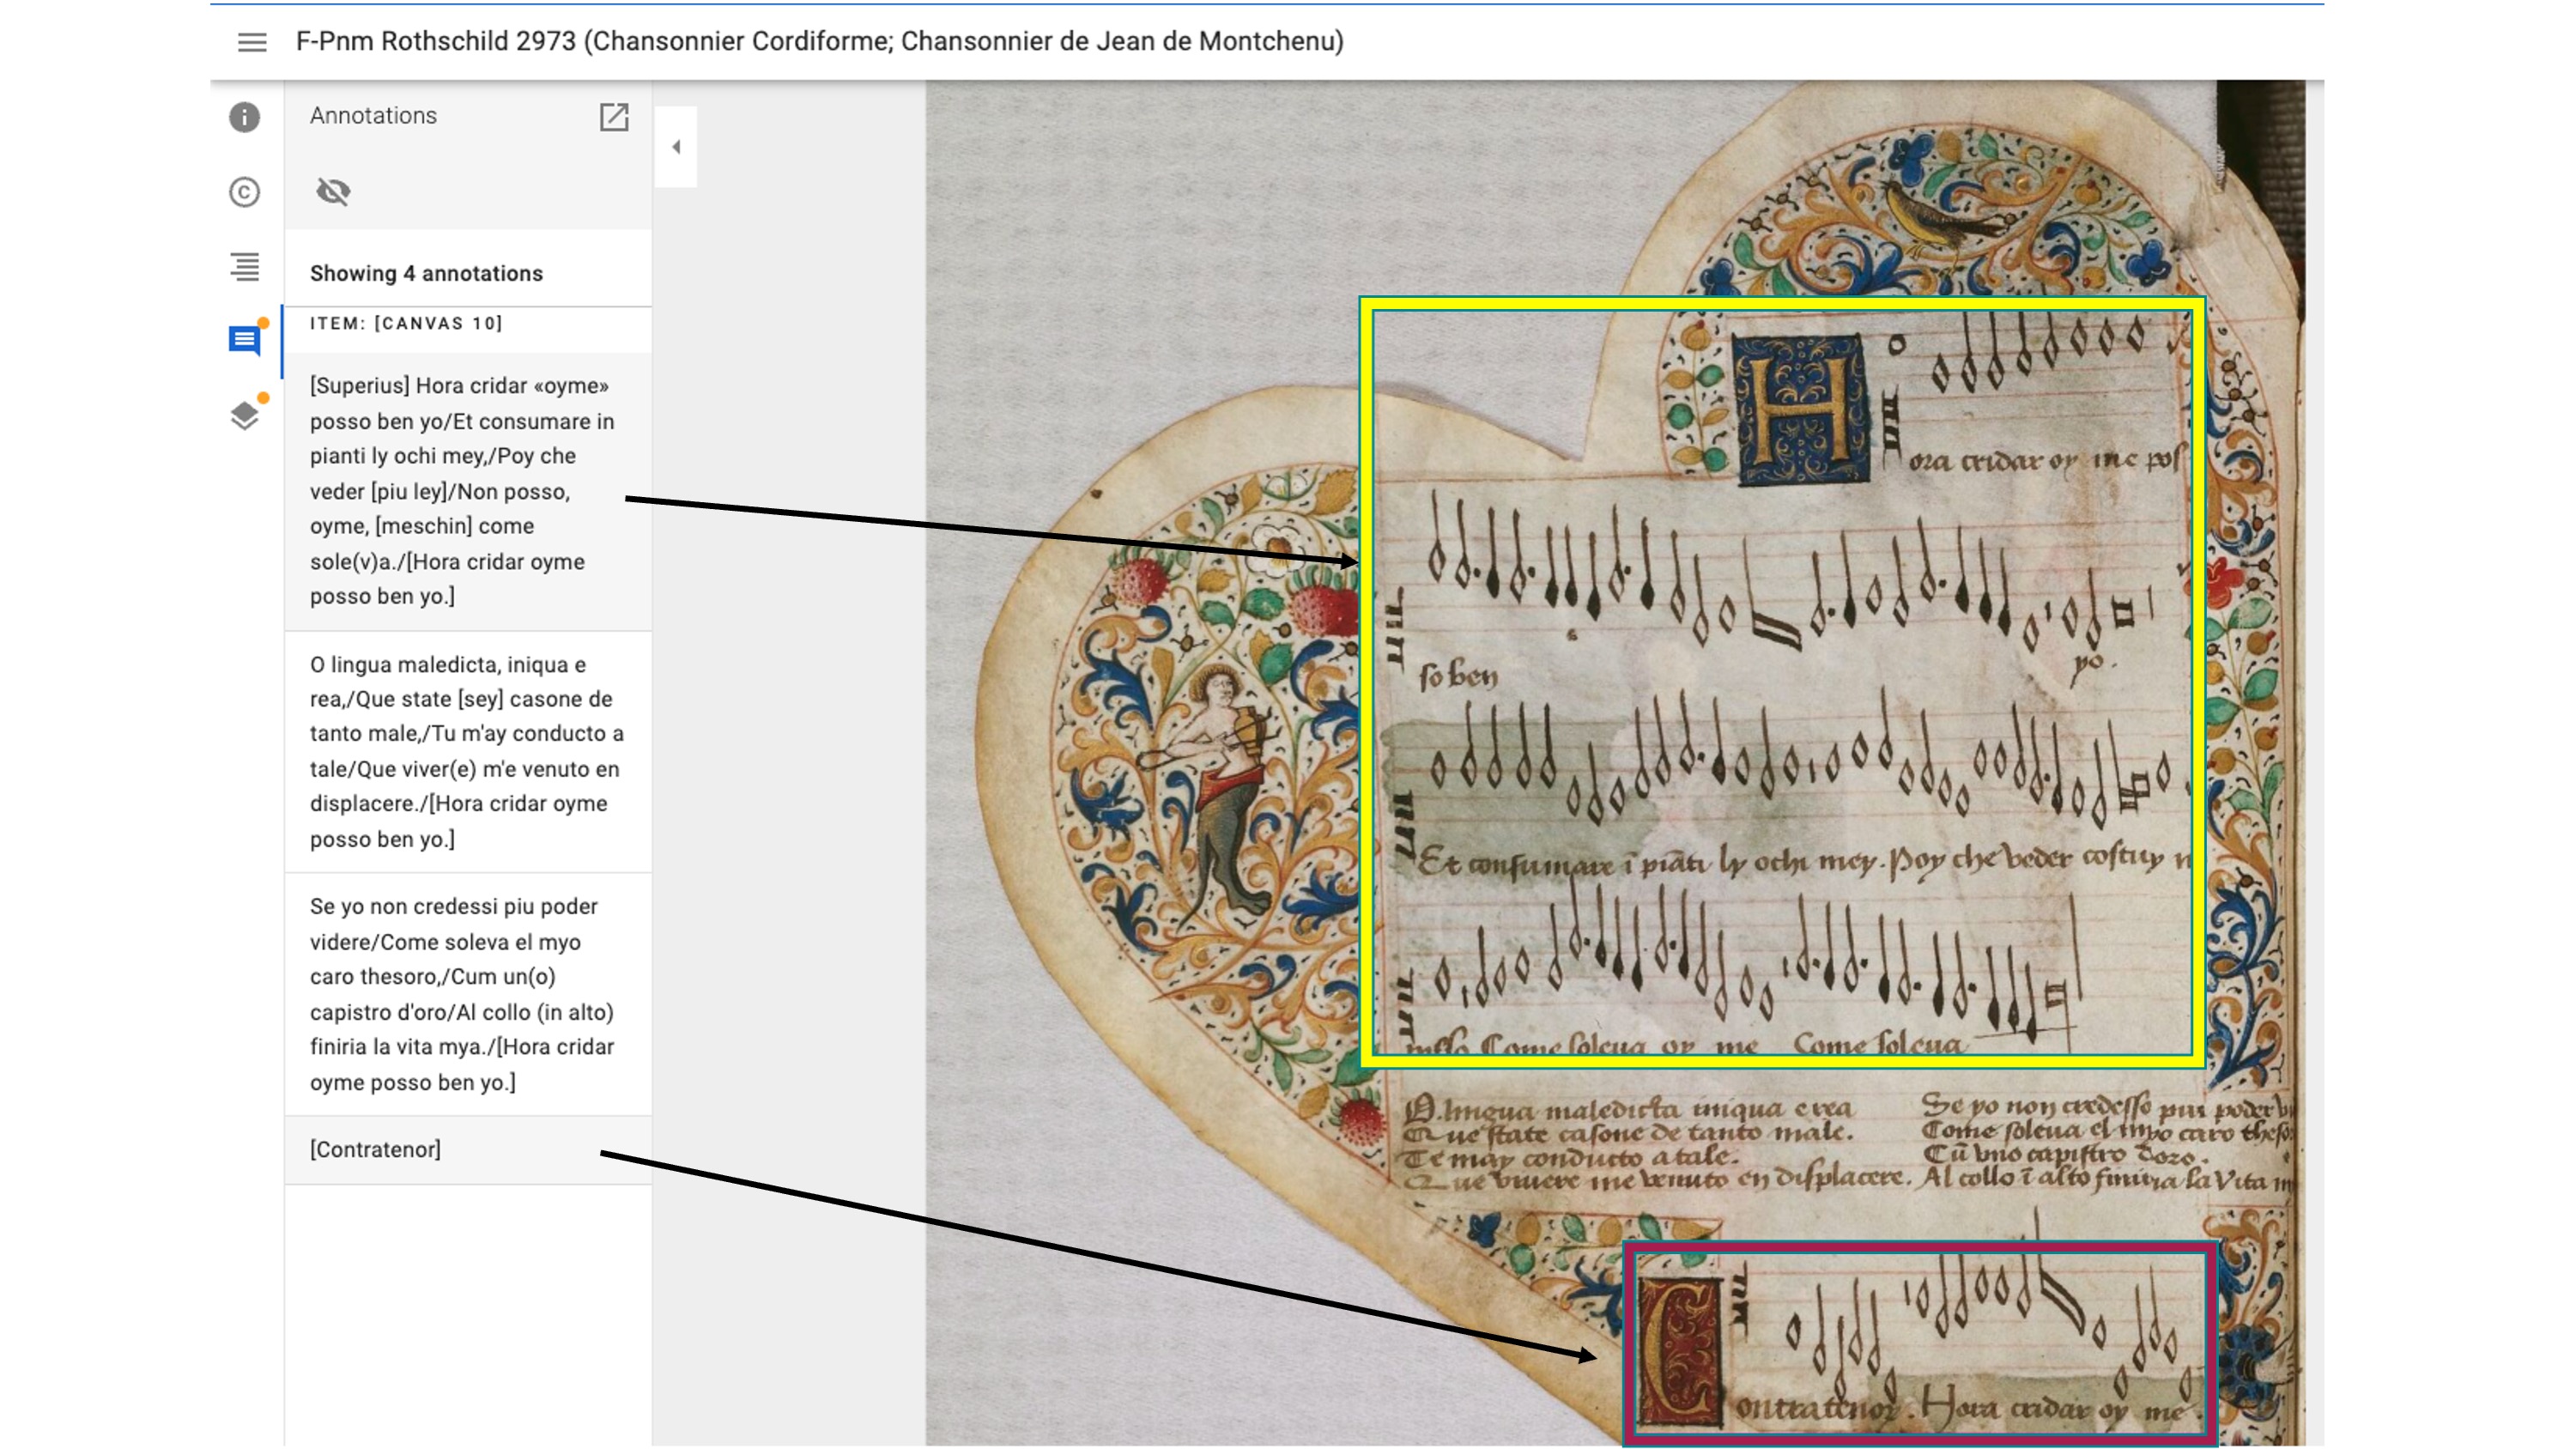 F-Pnm Rothschild 2973 (Chansonnier Cordiforme; Chansonnier de Jean de Montchenu)
Annotations
Showing 4 annotations
ITEM: [CANVAS 10]
[Superius] Hora cridar «oyme»
posso ben yo/Et consumare in
pianti ly ochi mey,/Poy che
veder [piu ley]/Non posso,
oyme, [meschin] come
sole(v)a./[Hora cridar oyme
posso ben yo.]
O lingua maledicta, iniqua e
rea,/Que state [sey] casone de
tanto male,/Tu m'ay conducto a
tale/Que viver(e) m'e venuto en
displacere./[Hora cridar oyme
posso ben yo.]
Se yo non credessi piu poder
videre/Come soleva el myo
caro thesoro,/Cum un(o)
capistro d'oro/Al collo (in alto)
finiria la vita mya./[Hora cridar
oyme posso ben yo.]
[Contratenor]
H
ora cridar oy me pos
so ben yo.
Et consumare ī piāti ly ochi mey. Poy che veder costuy n
Come soleua oy me Come soleua
O. lingua maledicta iniqua e rea
Que state casone de tanto male.
Te may conducto a tale.
Que viuere me venuto en displacere.
Se yo non credesse piu poder v
Come soleua el myo caro theso
Cū vno capistro doro.
Al collo ī alto finiria la vita m
Contratenor. Hora cridar oy me.